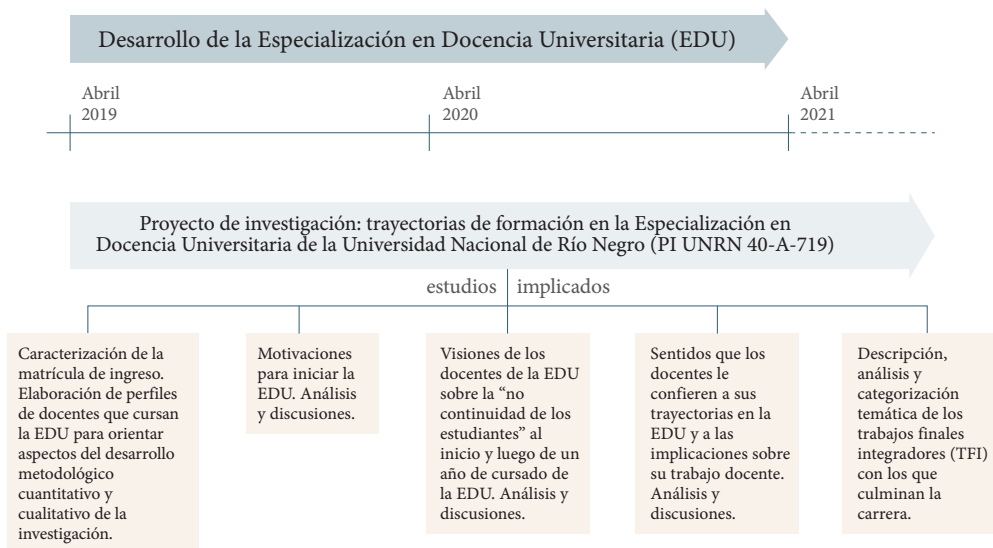 Desarrollo de la Especialización en Docencia Universitaria (EDU)
Abril
2019
Abril
2020
Abril
2021
Proyecto de investigación: trayectorias de formación en la Especialización en
Docencia Universitaria de la Universidad Nacional de Río Negro (PI UNRN 40-A-719)
estudios implicados
Caracterización de la
matrícula de ingreso.
Elaboración de perfiles
de docentes que cursan
la EDU para orientar
aspectos del desarrollo
metodológico
cuantitativo y
cualitativo de la
investigación.
Motivaciones
para iniciar la
EDU. Análisis
y discusiones.
Visiones de los
docentes de la EDU
sobre la “no
continuidad de los
estudiantes” al
inicio y luego de un
año de cursado de
la EDU. Análisis y
discusiones.
Sentidos que los
docentes le
confieren a sus
trayectorias en la
EDU y a las
implicaciones sobre
su trabajo docente.
Análisis y
discusiones.
Descripción,
análisis y
categorización
temática de los
trabajos finales
integradores (TFI)
con los que
culminan la
carrera.